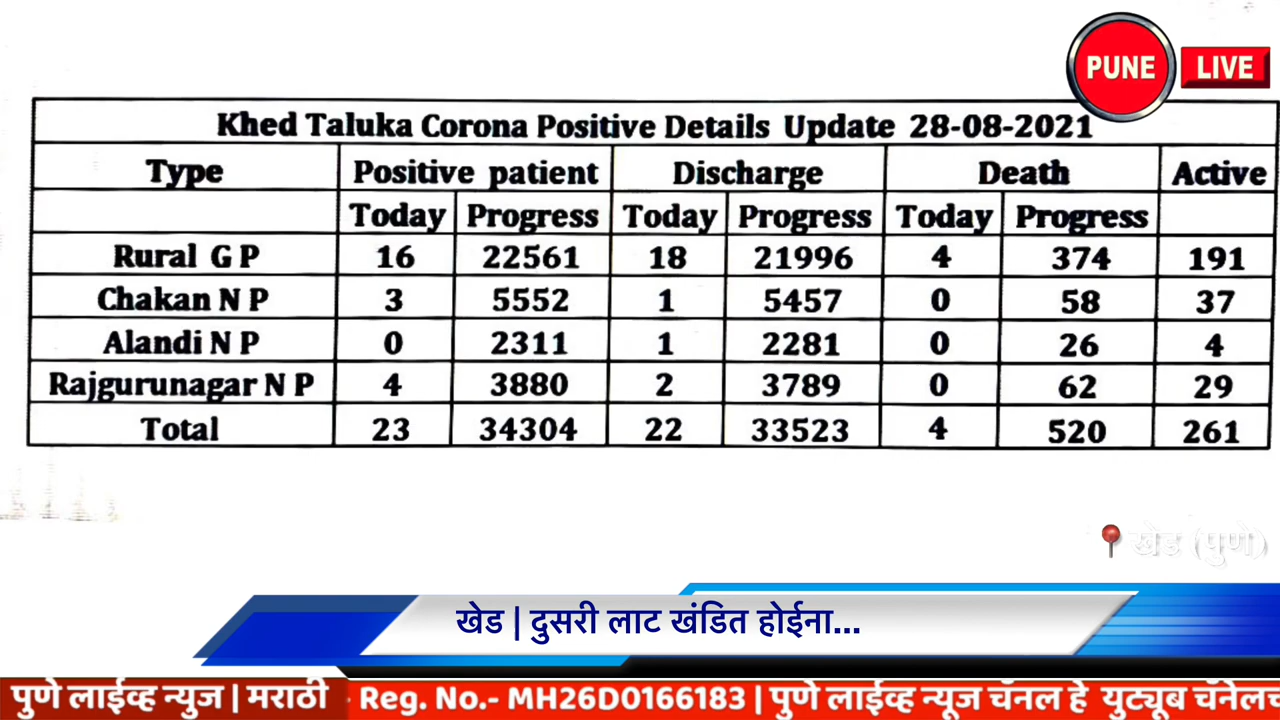 PUNE LIVE
Khed Taluka Corona Positive Details Update 28-08-2021
Type Positive patient Discharge Death Active
Today Progress Today Progress Today Progress
Rural G P 16 22561 18 21996 4 374 191
Chakan N P 3 5552 1 5457 0 58 37
Alandi N P 0 2311 1 2281 0 26 4
Rajgurunagar N P 4 3880 2 3789 0 62 29
Total 23 34304 22 33523 4 520 261
खेड (पुणे)
खेड | दुसरी लाट खंडित होईना...
पुणे लाईव्ह न्युज | मराठी Reg. No.- MH26D0166183 | पुणे लाईव्ह न्यूज चॅनल हे युट्यूब चॅनेलच